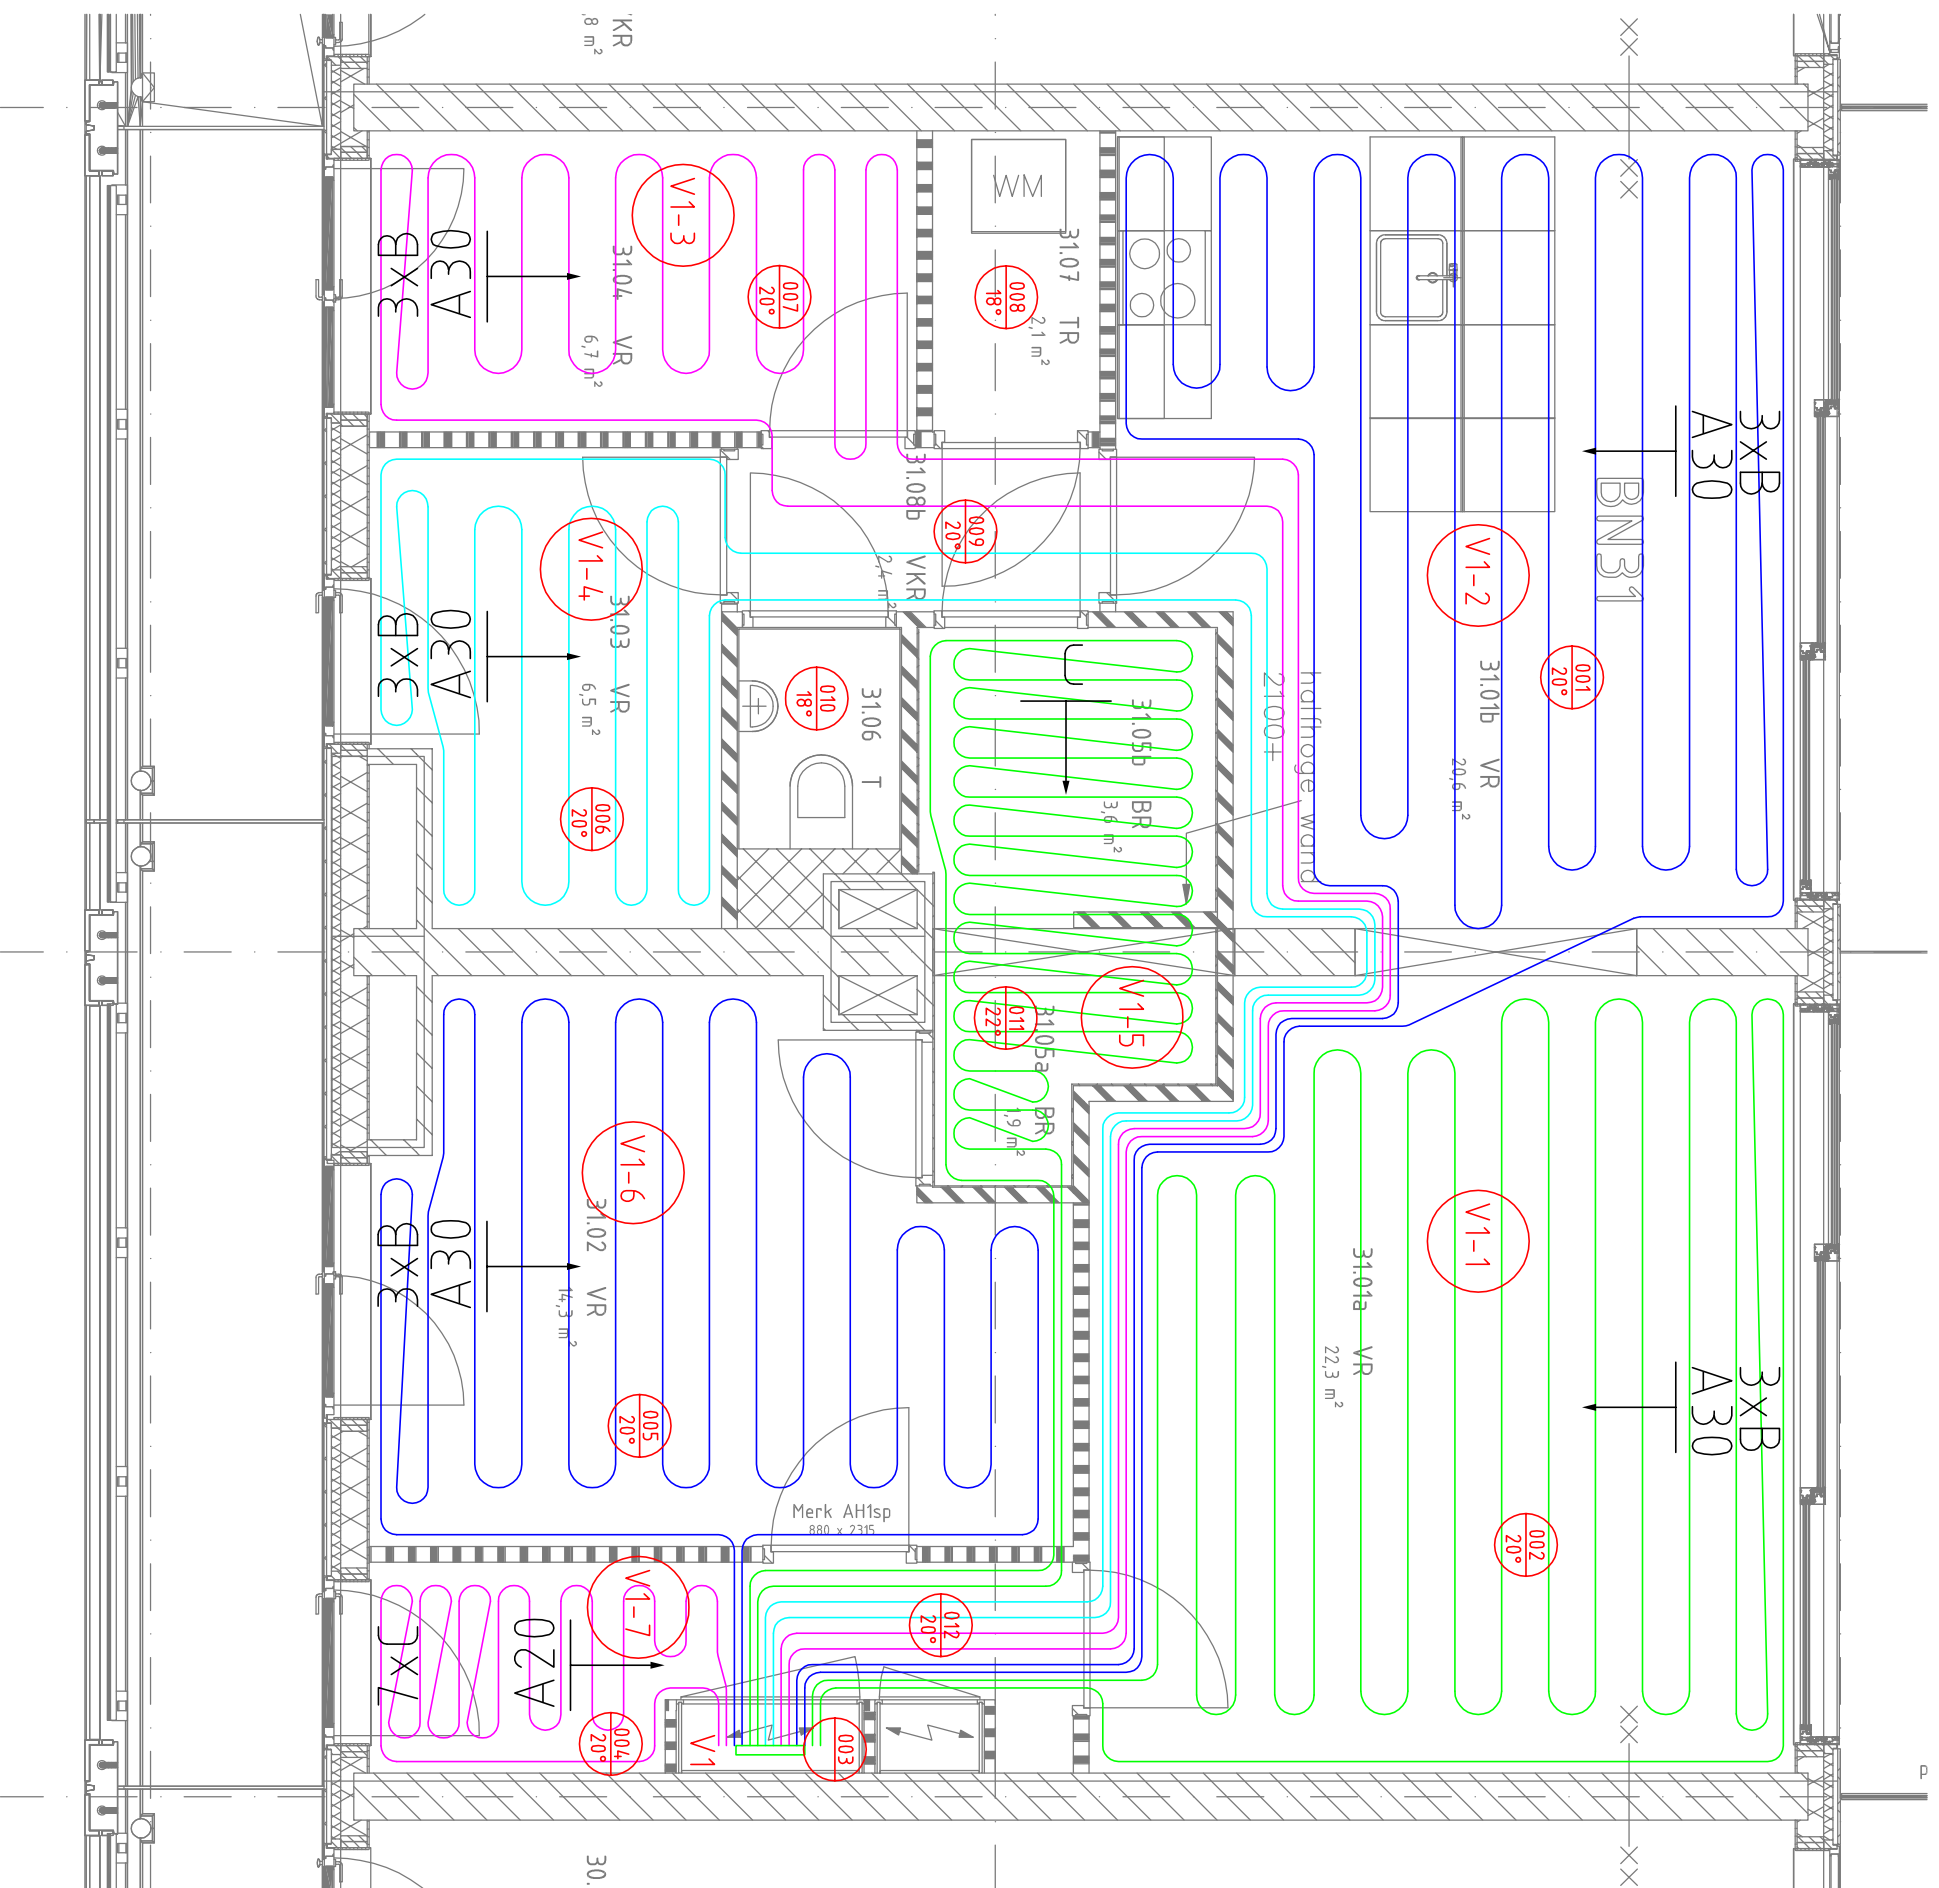 VKR
V1-3
31.04 VR
6,7 m²
3xB
A30
007
20°
WM
31.07 TR
2,1 m²
008
18°
3xB
A30
BN31
V1-2
001
20°
31.01b VR
20,6 m²
31.08b VKR
2,4 m²
009
20°
V1-4
31.03 VR
6,5 m²
3xB
A30
006
20°
010
18°
31.06 T
31.05b BR
3,6 m²
halfhoge wand
2100+
V1-5
011
22°
31.05a BR
1,9 m²
V1-6
31.02 VR
14,3 m²
3xB
A30
005
20°
Merk AH1sp
880 x 2315
V1-1
31.01a VR
22,3 m²
3xB
A30
002
20°
V1-7
7xC
A20
004
20°
012
20°
V1
003
30.
P